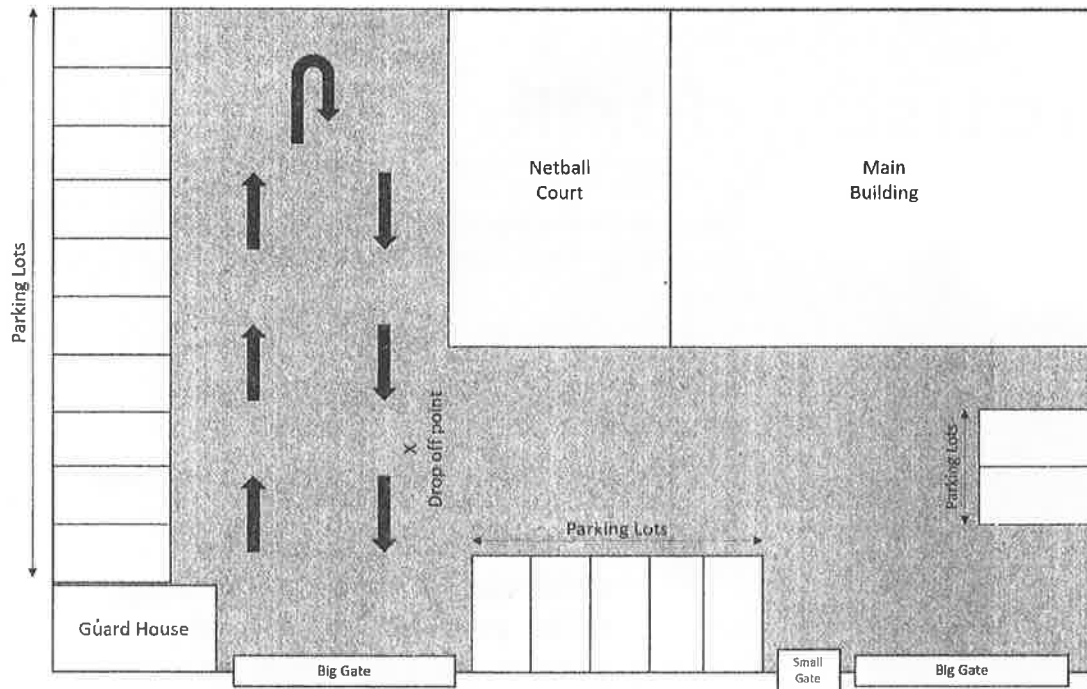 Parking Lots
Netball
Court
Main
Building
X
Drop off point
Parking Lots
Parking Lots
Guard House
Big Gate
Small
Gate
Big Gate